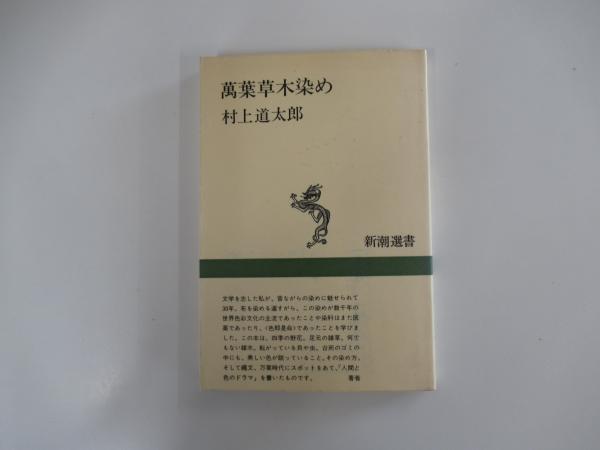 萬葉草木染め
村上道太郎
新潮選書
文学を志した私が、昔ながらの染めに魅せられて
30年。布を染める道すがら、この染めが数千年の
世界色彩文化の主流であったことや染料はまた医
薬であったり、〈色即是命〉であったことを学びま
した。この本は、四季の野花、足元の雑草、何で
もない雑木、転がっている貝や虫、台所のゴミの
中にも、美しい色が眠っていること、その染め方、
そして縄文、万葉時代にスポットをあて、「人間と
色のドラマ」を書いたものです。 著者